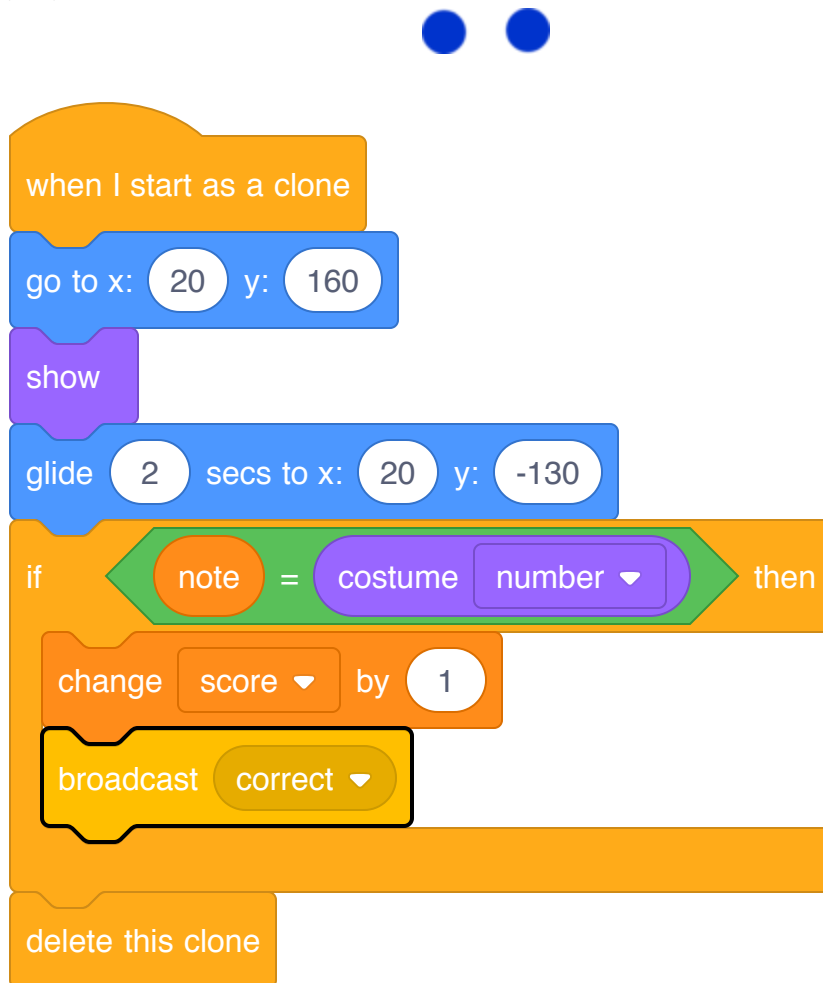 when I start as a clone
go to x: 20 y: 160
show
glide 2 secs to x: 20 y: -130
if note = costume number then
change score by 1
broadcast correct
delete this clone